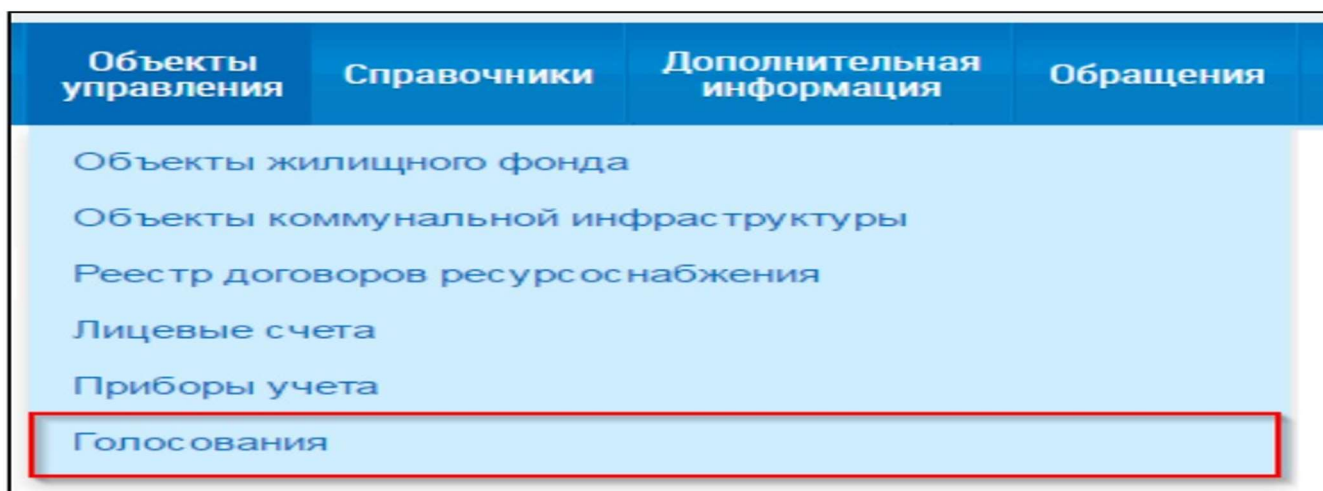 Объекты
управления
Справочники
Дополнительная
информация
Обращения
Объекты жилищного фонда
Объекты коммунальной инфраструктуры
Реестр договоров ресурсоснабжения
Лицевые счета
Приборы учета
Голосования